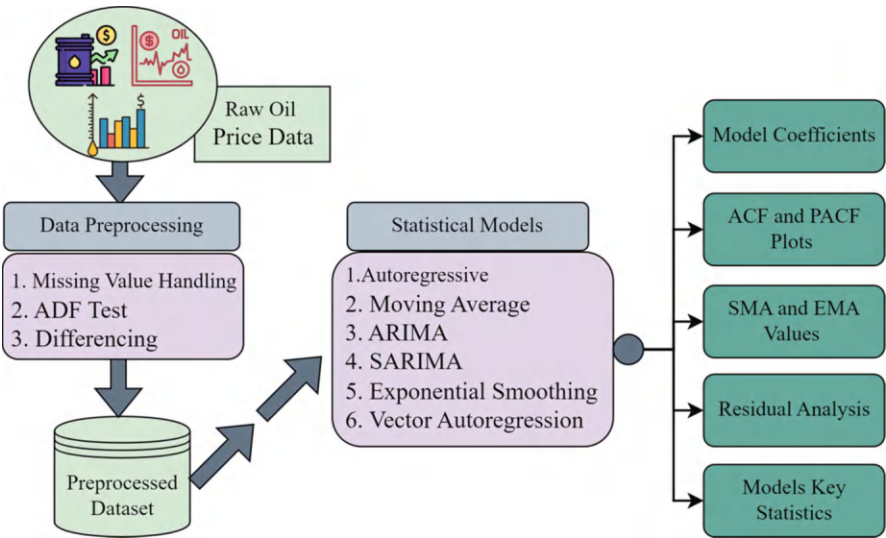 $
$
OIL
$
Raw Oil
Price Data
Data Preprocessing
1. Missing Value Handling
2. ADF Test
3. Differencing
Preprocessed
Dataset
Statistical Models
1.Autoregressive
2. Moving Average
3. ARIMA
4. SARIMA
5. Exponential Smoothing
6. Vector Autoregression
Model Coefficients
ACF and PACF
Plots
SMA and EMA
Values
Residual Analysis
Models Key
Statistics